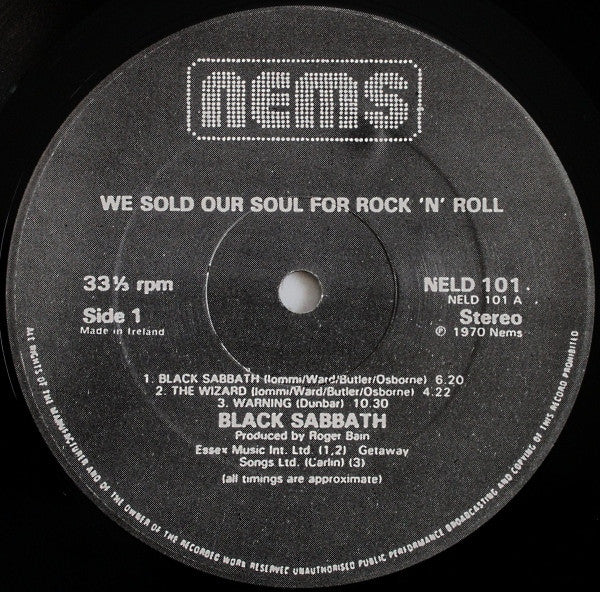 nems
WE SOLD OUR SOUL FOR ROCK 'N' ROLL
33⅓ rpm
NELD 101
NELD 101 A
Side 1
Stereo
Made in Ireland
℗ 1970 Nems
1. BLACK SABBATH (Iommi/Ward/Butler/Osborne) 6.20
2. THE WIZARD (Iommi/Ward/Butler/Osborne) 4.22
3. WARNING (Dunbar) 10.30
BLACK SABBATH
Produced by Roger Bain
Essex Music Int. Ltd. (1,2) Getaway
Songs Ltd. (Carlin) (3)
(all timings are approximate)
ALL RIGHTS OF THE MANUFACTURER AND OF THE OWNER OF THE RECORDED WORK RESERVED UNAUTHORISED PUBLIC PERFORMANCE BROADCASTING AND COPYING OF THIS RECORD PROHIBITED